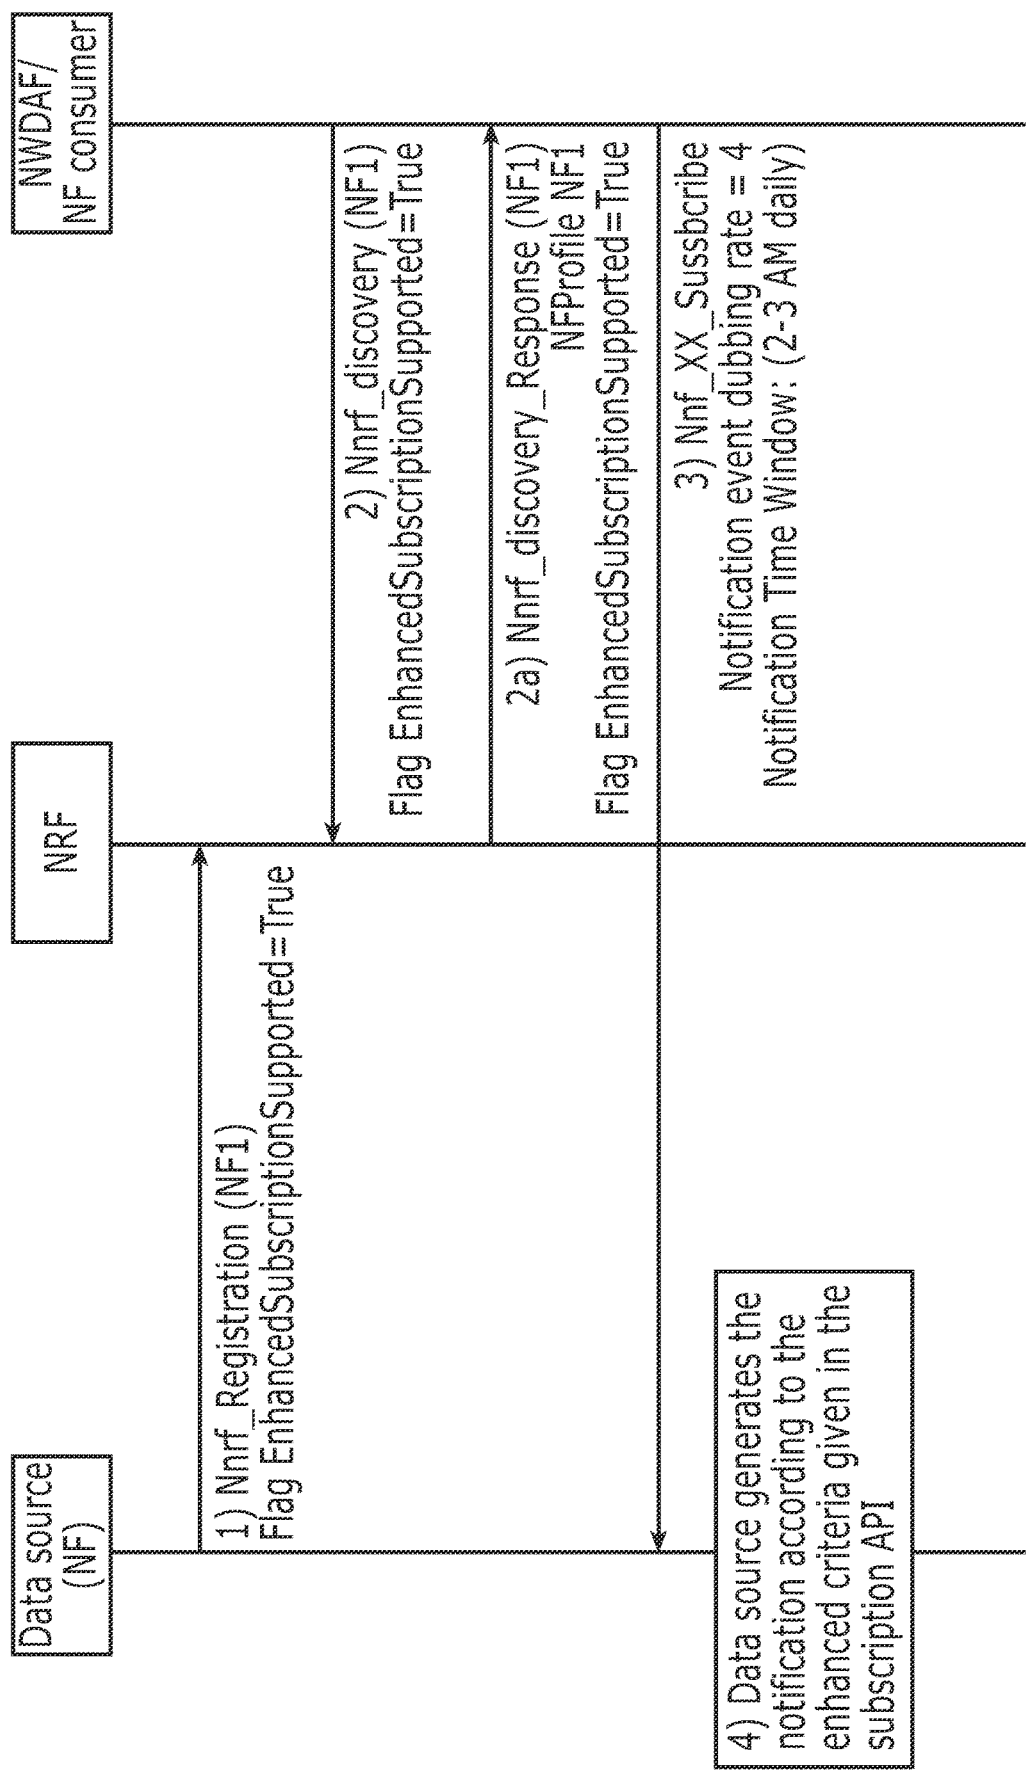 Data source
(NF)
NRF
NWDAF/
NF consumer
1) Nnrf_Registration (NF1)
Flag EnhancedSubscriptionSupported=True
2) Nnrf_discovery (NF1)
Flag EnhancedSubscriptionSupported=True
2a) Nnrf_discovery_Response (NF1)
NFProfile NF1
Flag EnhancedSubscriptionSupported=True
3) Nnf_XX_Sussbcribe
Notification event dubbing rate = 4
Notification Time Window: (2-3 AM daily)
4) Data source generates the
notification according to the
enhanced criteria given in the
subscription API